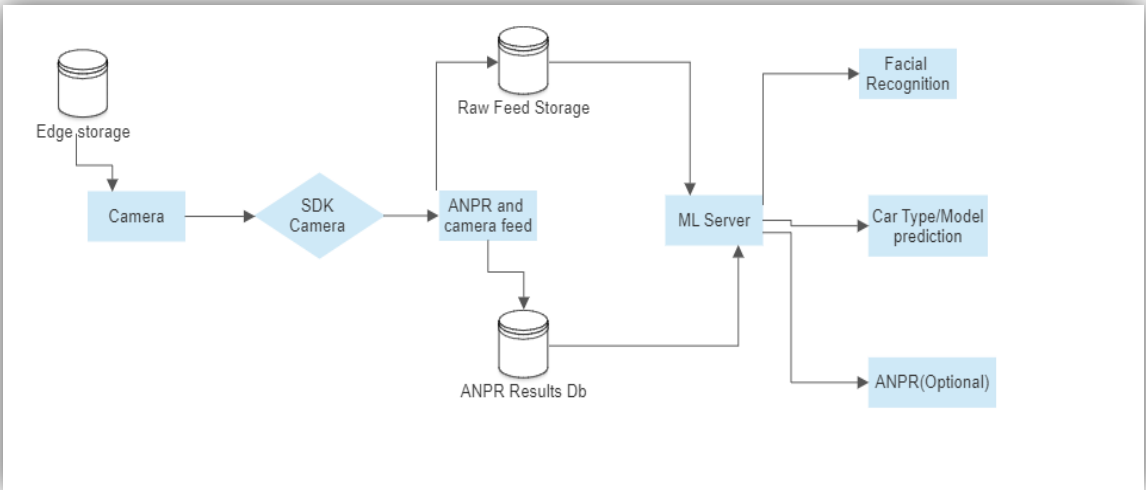 Edge storage
Camera
SDK
Camera
ANPR and
camera feed
Raw Feed Storage
ANPR Results Db
ML Server
Facial
Recognition
Car Type/Model
prediction
ANPR(Optional)